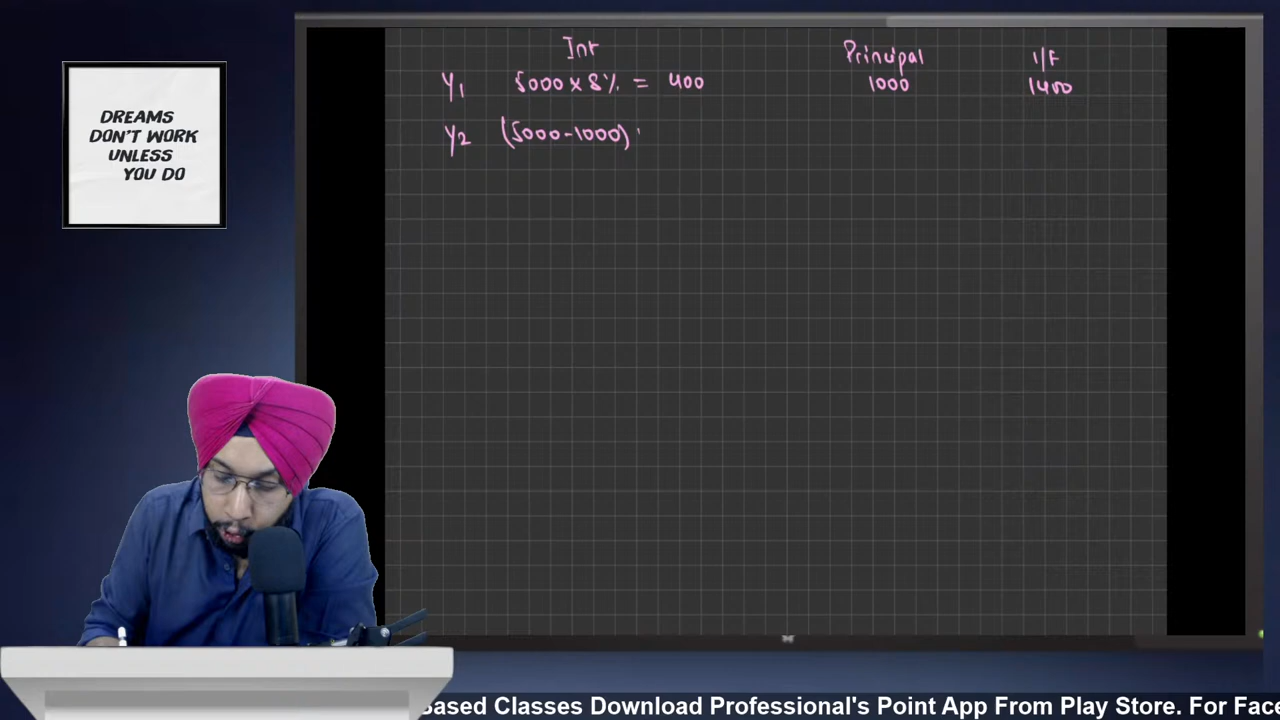 DREAMS
DON'T WORK
UNLESS
YOU DO
Int Principal I/F
Y1 5000 x 8% = 400 1000 1400
Y2 (5000-1000)
Based Classes Download Professional's Point App From Play Store. For Face